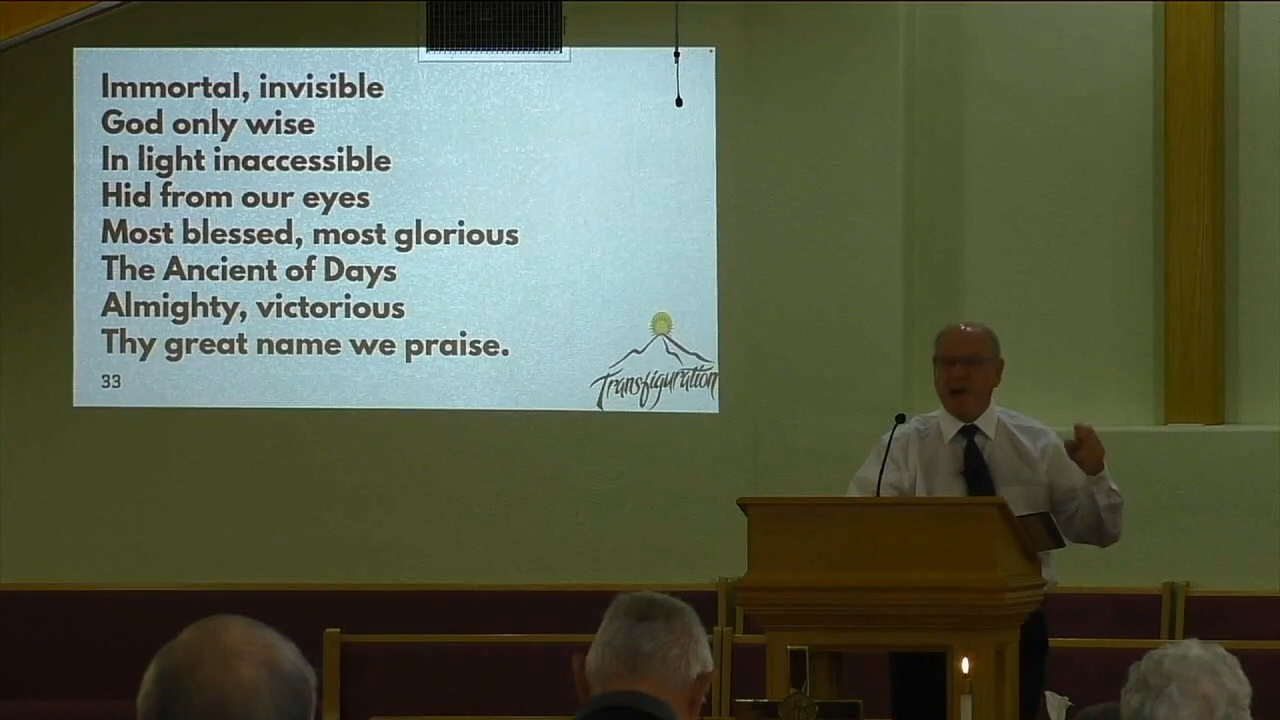 Immortal, invisible
God only wise
In light inaccessible
Hid from our eyes
Most blessed, most glorious
The Ancient of Days
Almighty, victorious
Thy great name we praise.
33
Transfiguration